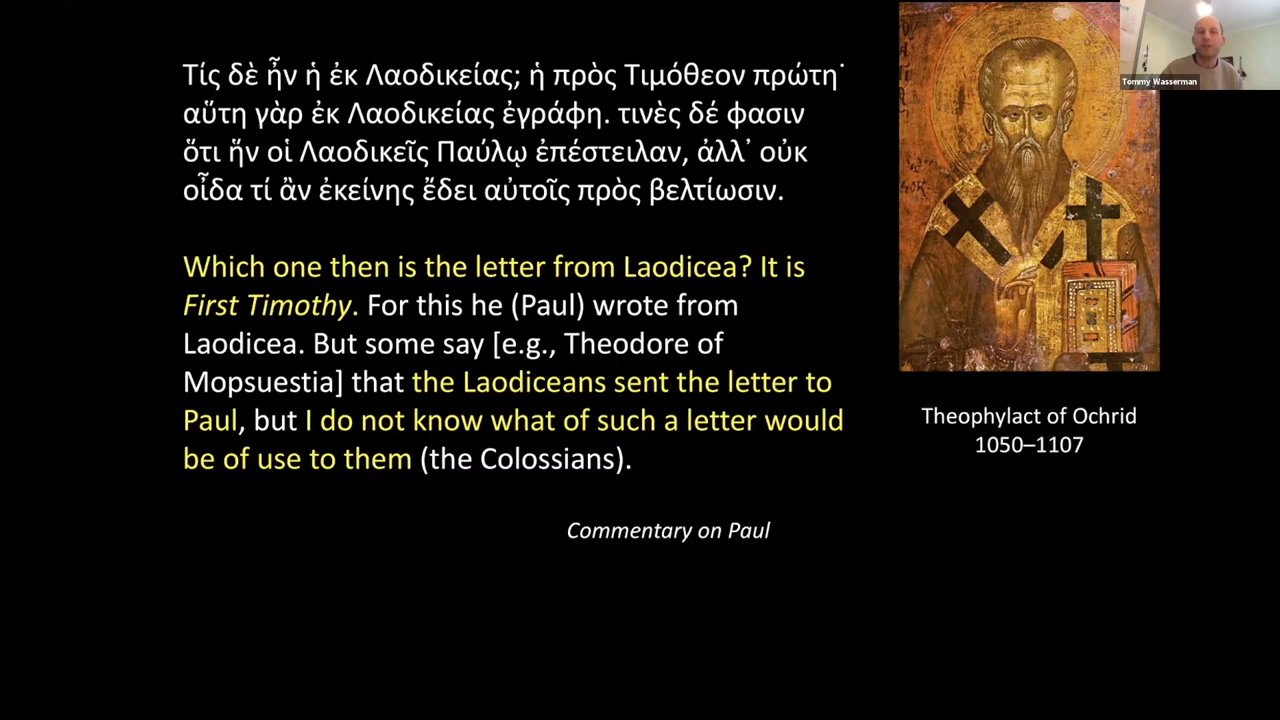 Τίς δὲ ἦν ἡ ἐκ Λαοδικείας; ἡ πρὸς Τιμόθεον πρώτη˙
αὕτη γὰρ ἐκ Λαοδικείας ἐγράφη. τινὲς δέ φασιν
ὅτι ἥν οἱ Λαοδικεῖς Παύλῳ ἐπέστειλαν, ἀλλ᾽ οὐκ
οἶδα τί ἂν ἐκείνης ἔδει αὐτοῖς πρὸς βελτίωσιν.
Which one then is the letter from Laodicea? It is
First Timothy. For this he (Paul) wrote from
Laodicea. But some say [e.g., Theodore of
Mopsuestia] that the Laodiceans sent the letter to
Paul, but I do not know what of such a letter would
be of use to them (the Colossians).
Commentary on Paul
Theophylact of Ochrid
1050–1107
Tommy Wasserman